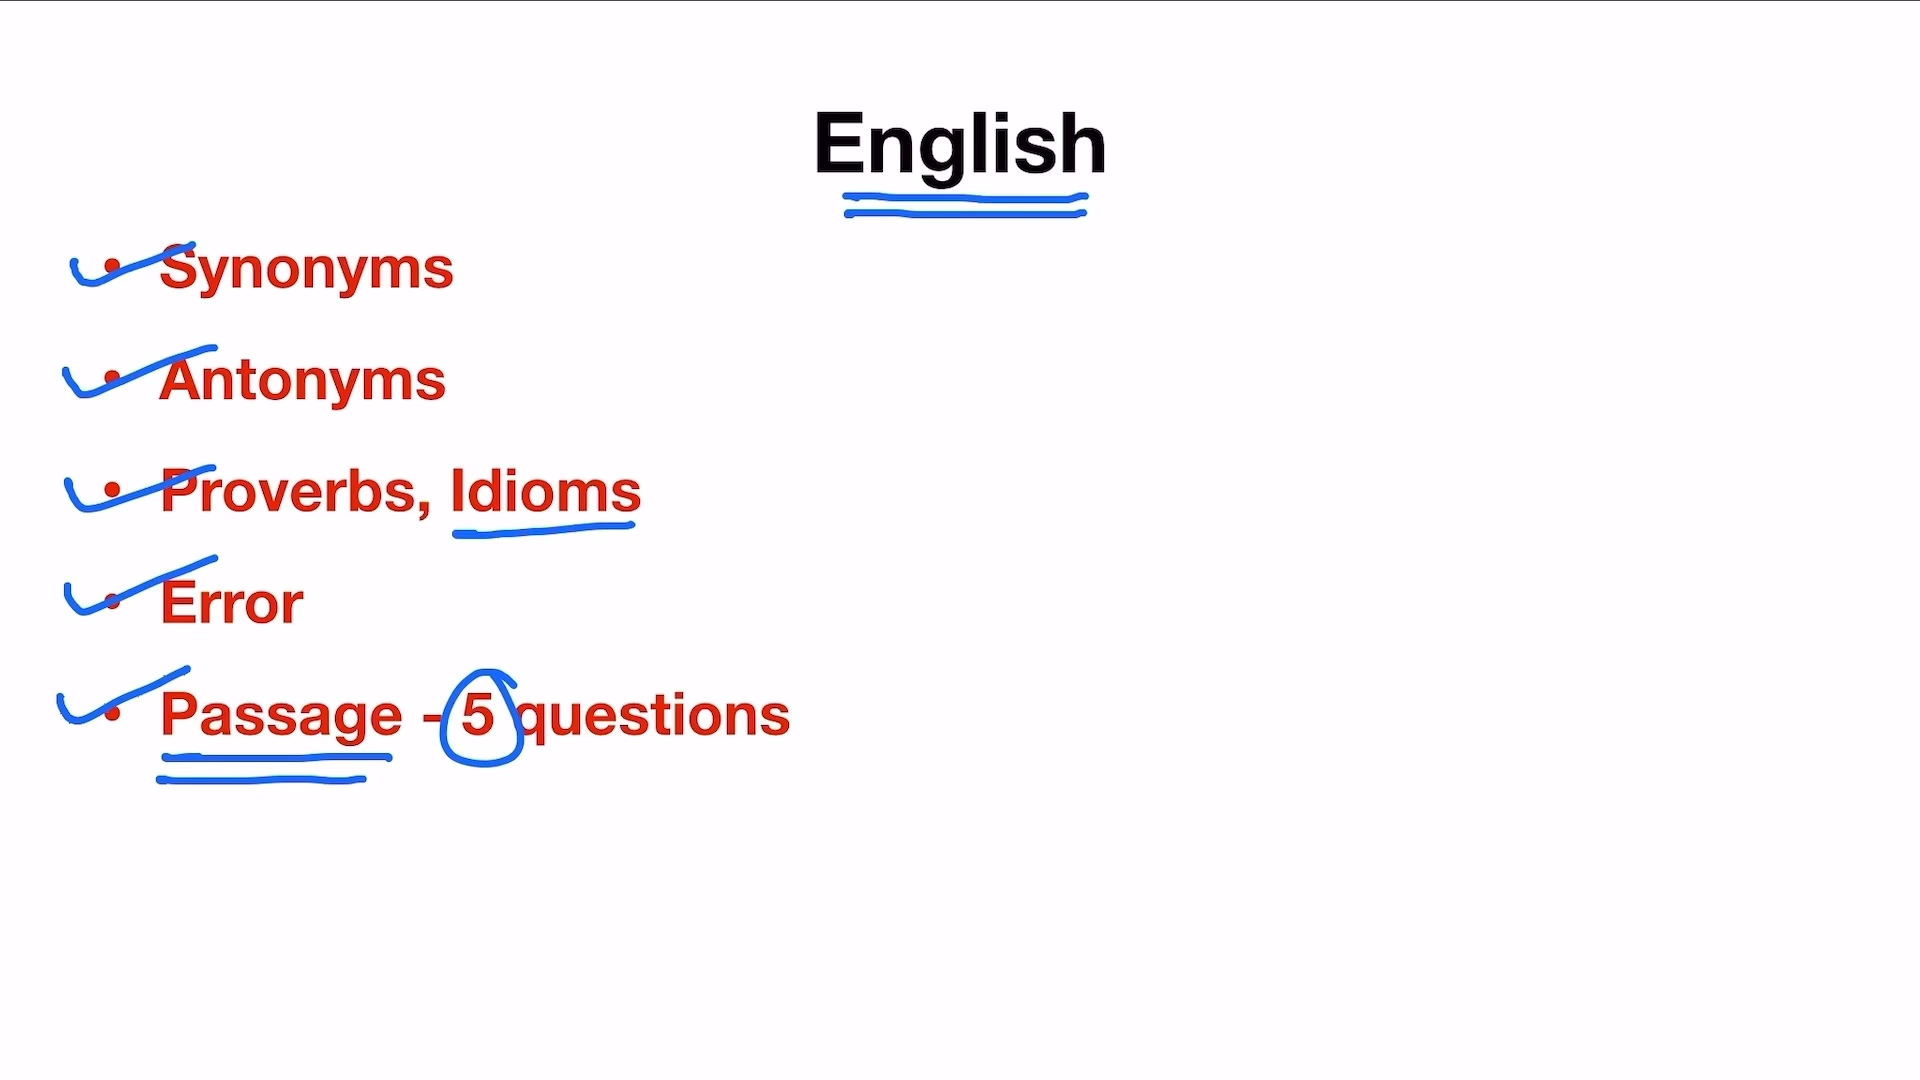 English
• Synonyms
• Antonyms
• Proverbs, Idioms
• Error
• Passage - 5 questions